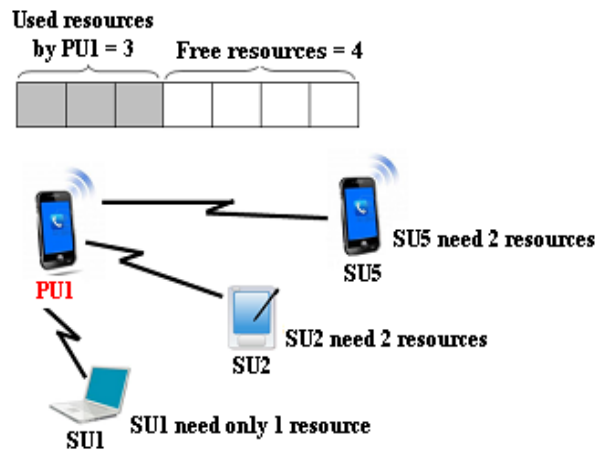 Used resources
by PU1 = 3
Free resources = 4
SU5 need 2 resources
SU5
PU1
SU2 need 2 resources
SU2
SU1 need only 1 resource
SU1